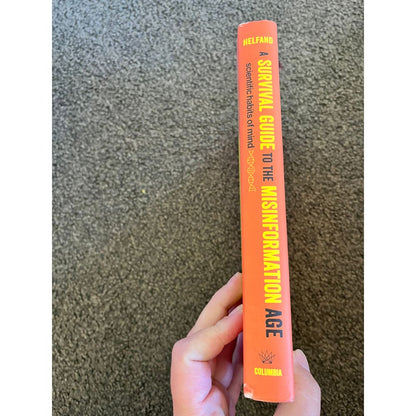 HELFAND
A SURVIVAL GUIDE TO THE MISINFORMATION AGE
scientific habits of mind
COLUMBIA